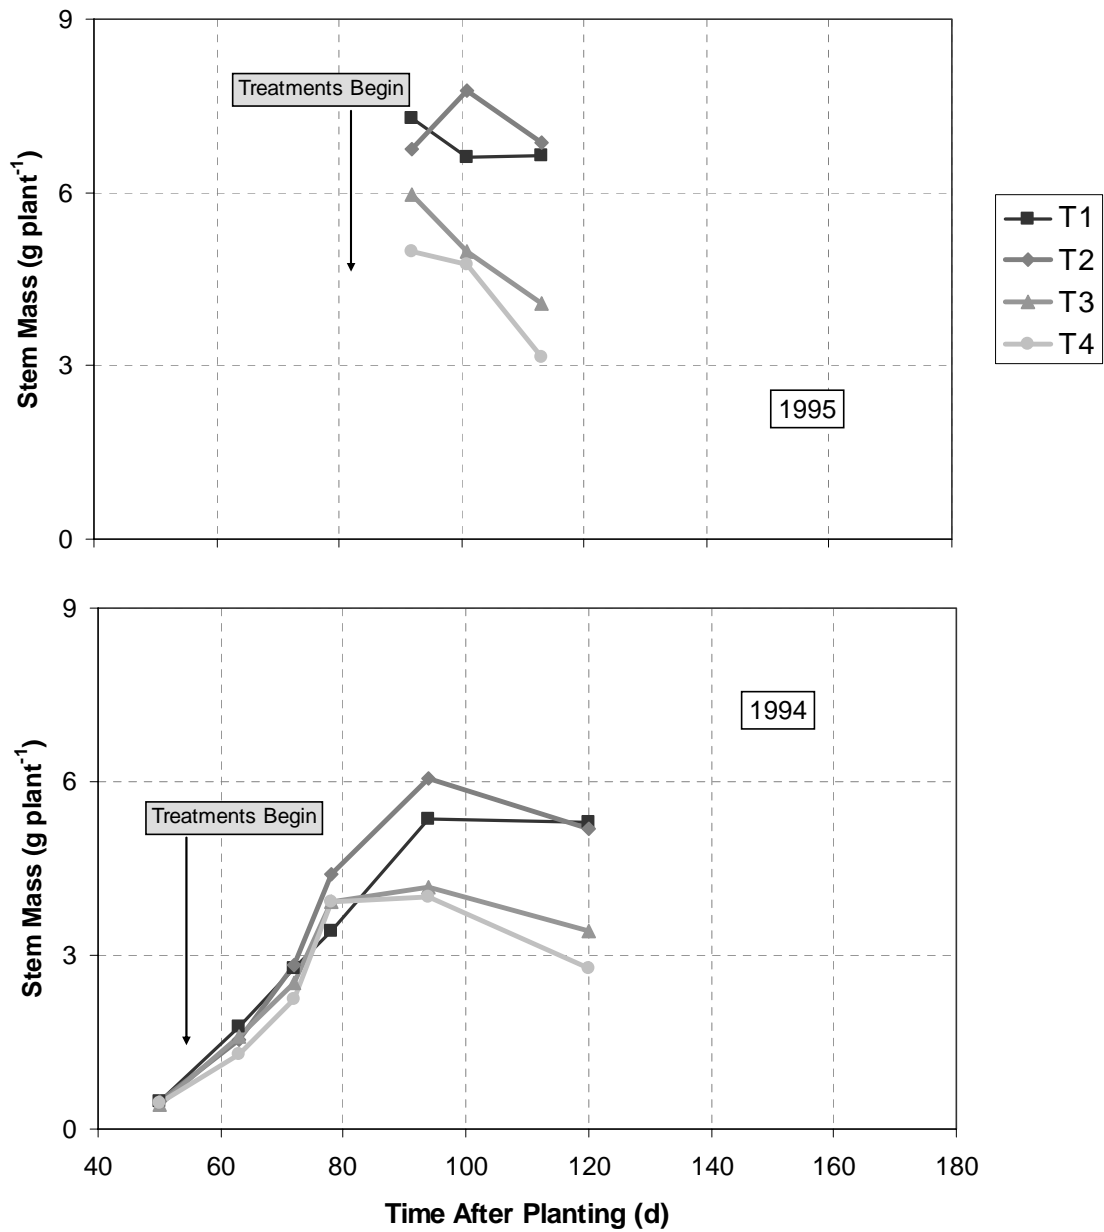 9
Treatments Begin
6
Stem Mass (g plant⁻¹)
3
1995
0
T1
T2
T3
T4
9
1994
6
Treatments Begin
Stem Mass (g plant⁻¹)
3
0
40 60 80 100 120 140 160 180
Time After Planting (d)